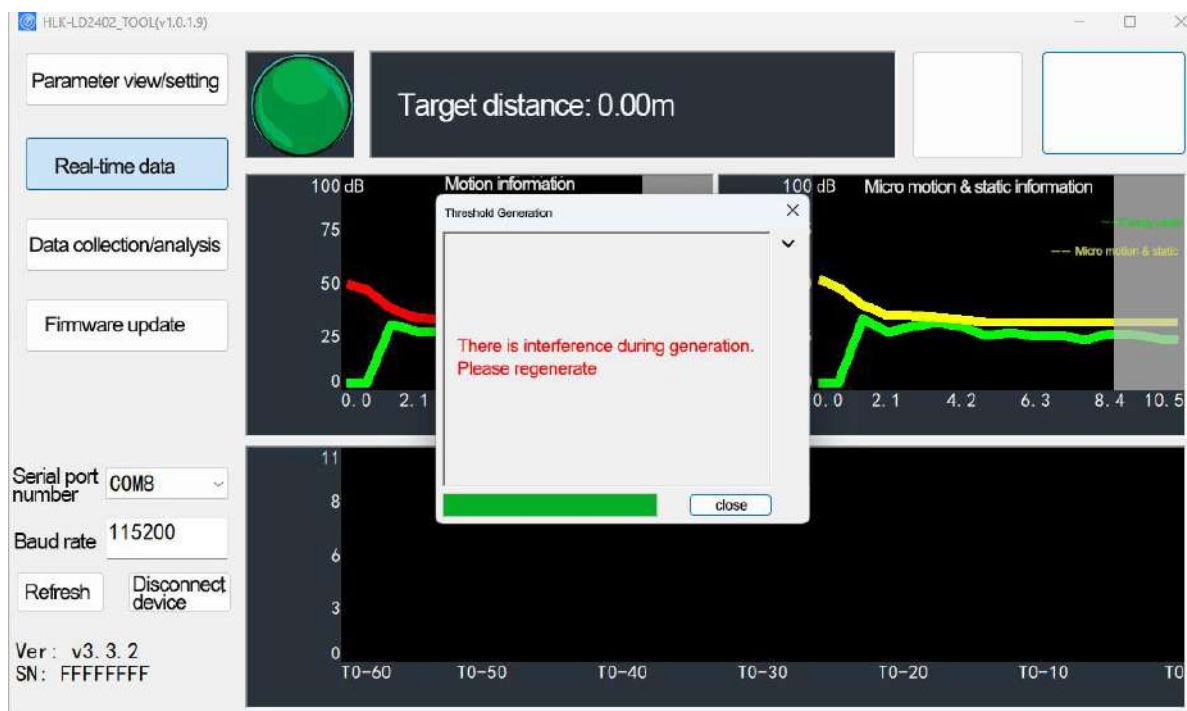 HLK-LD2402_TOOL(v1.0.1.9)
Parameter view/setting
Target distance: 0.00m
Real-time data
Data collection/analysis
Firmware update
100 dB
Motion information
75
50
25
0
0.0 2.1
100 dB
Micro motion & static information
Micro motion & static
0.0 2.1 4.2 6.3 8.4 10.5
Threshold Generation
There is interference during generation.
Please regenerate
close
Serial port
number
COM8
Baud rate
115200
Refresh
Disconnect
device
Ver: v3.3.2
SN: FFFFFFFF
11
8
6
3
0
T0-60 T0-50 T0-40 T0-30 T0-20 T0-10 T0